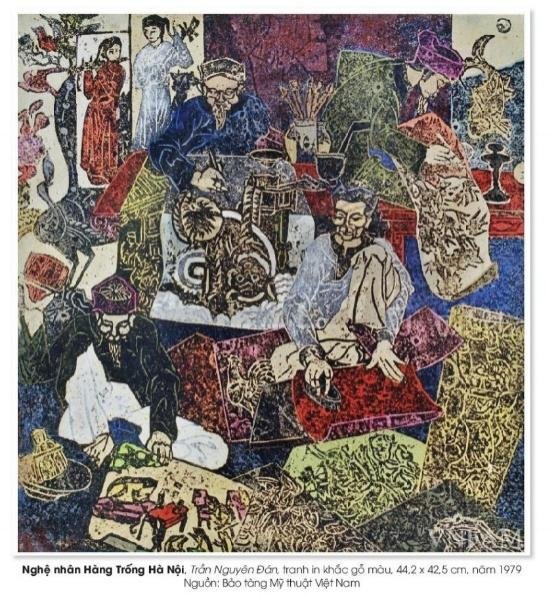 Nghệ nhân Hàng Trống Hà Nội, Trần Nguyên Đán, tranh in khắc gỗ màu, 44,2 x 42,5 cm, năm 1979
Nguồn: Bảo tàng Mỹ thuật Việt Nam